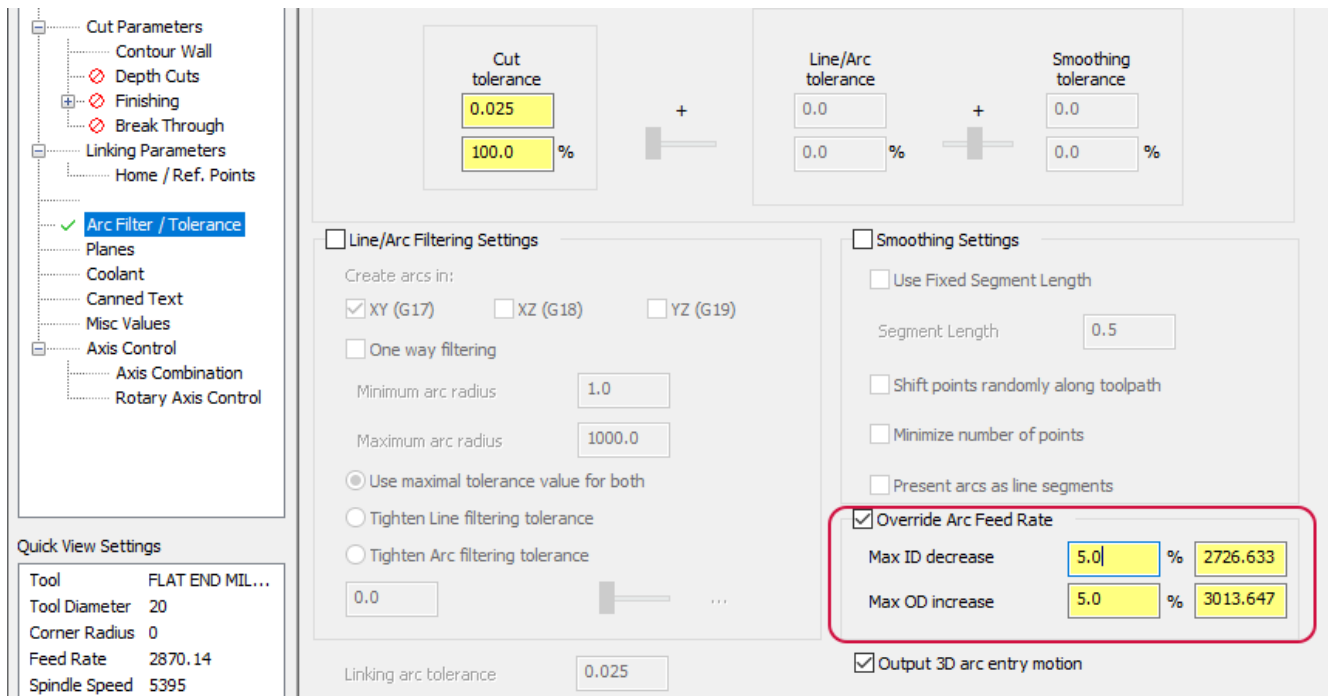 Cut Parameters
Contour Wall
Depth Cuts
Finishing
Break Through
Linking Parameters
Home / Ref. Points
Arc Filter / Tolerance
Planes
Coolant
Canned Text
Misc Values
Axis Control
Axis Combination
Rotary Axis Control
Quick View Settings
Tool FLAT END MIL...
Tool Diameter 20
Corner Radius 0
Feed Rate 2870.14
Spindle Speed 5395
Cut
tolerance
0.025
100.0 %
+
Line/Arc
tolerance
0.0
0.0 %
+
Smoothing
tolerance
0.0
0.0 %
Line/Arc Filtering Settings
Create arcs in:
XY (G17) XZ (G18) YZ (G19)
One way filtering
Minimum arc radius 1.0
Maximum arc radius 1000.0
Use maximal tolerance value for both
Tighten Line filtering tolerance
Tighten Arc filtering tolerance
0.0 ...
Linking arc tolerance 0.025
Smoothing Settings
Use Fixed Segment Length
Segment Length 0.5
Shift points randomly along toolpath
Minimize number of points
Present arcs as line segments
Override Arc Feed Rate
Max ID decrease 5.0 % 2726.633
Max OD increase 5.0 % 3013.647
Output 3D arc entry motion